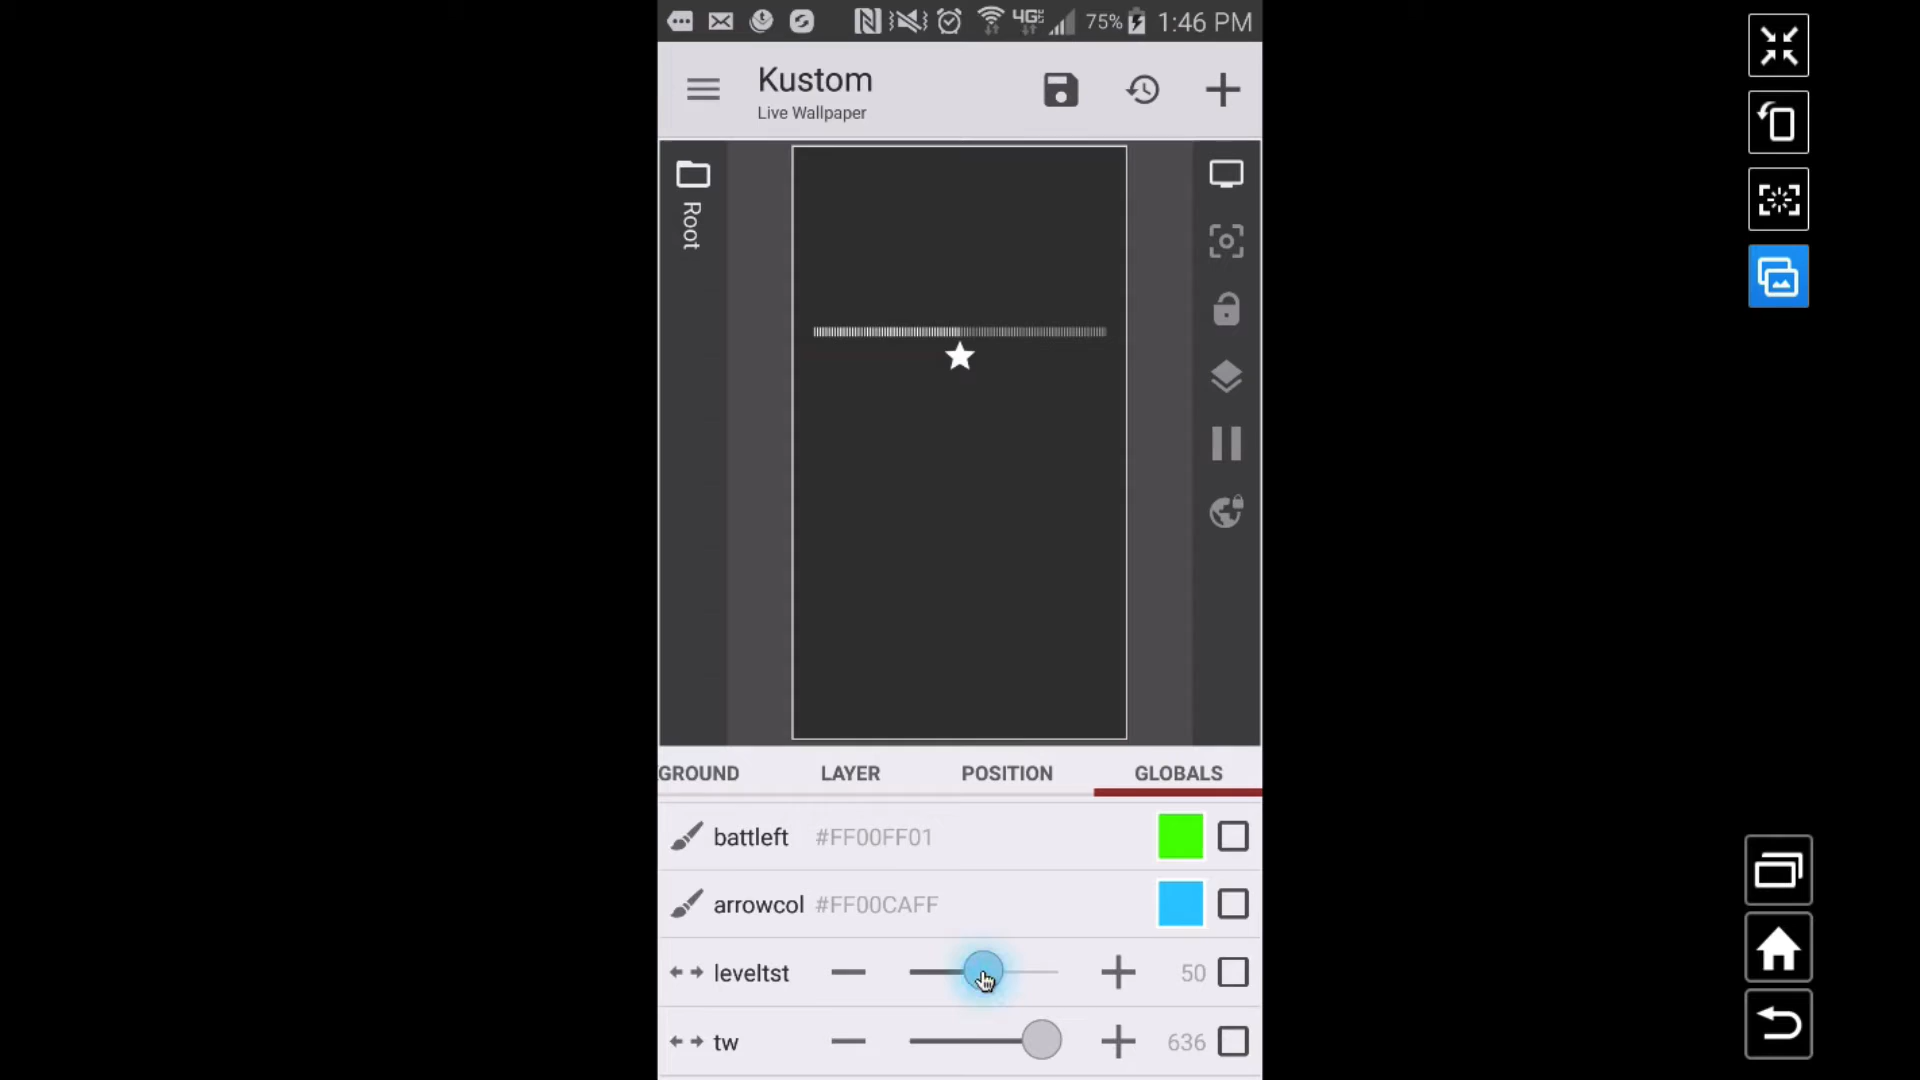 75% 1:46 PM
Kustom
Live Wallpaper
Root
GROUND LAYER POSITION GLOBALS
battleft #FF00FF01
arrowcol #FF00CAFF
leveltst 50
tw 636